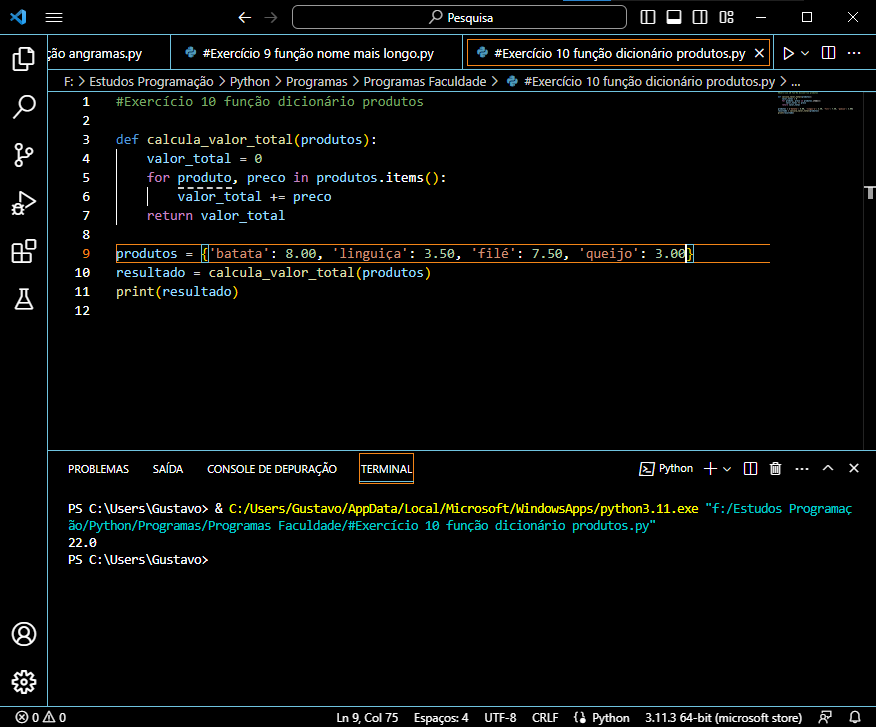 Pesquisa
ção angramas.py
#Exercício 9 função nome mais longo.py
#Exercício 10 função dicionário produtos.py
F: > Estudos Programação > Python > Programas > Programas Faculdade > #Exercício 10 função dicionário produtos.py > ...
1 #Exercício 10 função dicionário produtos
2
3 def calcula_valor_total(produtos):
4     valor_total = 0
5     for produto, preco in produtos.items():
6         valor_total += preco
7     return valor_total
8
9 produtos = {'batata': 8.00, 'linguiça': 3.50, 'filé': 7.50, 'queijo': 3.00}
10 resultado = calcula_valor_total(produtos)
11 print(resultado)
12
PROBLEMAS SAÍDA CONSOLE DE DEPURAÇÃO TERMINAL Python
PS C:\Users\Gustavo> & C:/Users/Gustavo/AppData/Local/Microsoft/WindowsApps/python3.11.exe "f:/Estudos Programaç
ão/Python/Programas/Programas Faculdade/#Exercício 10 função dicionário produtos.py"
22.0
PS C:\Users\Gustavo>
0 0 Ln 9, Col 75 Espaços: 4 UTF-8 CRLF Python 3.11.3 64-bit (microsoft store)